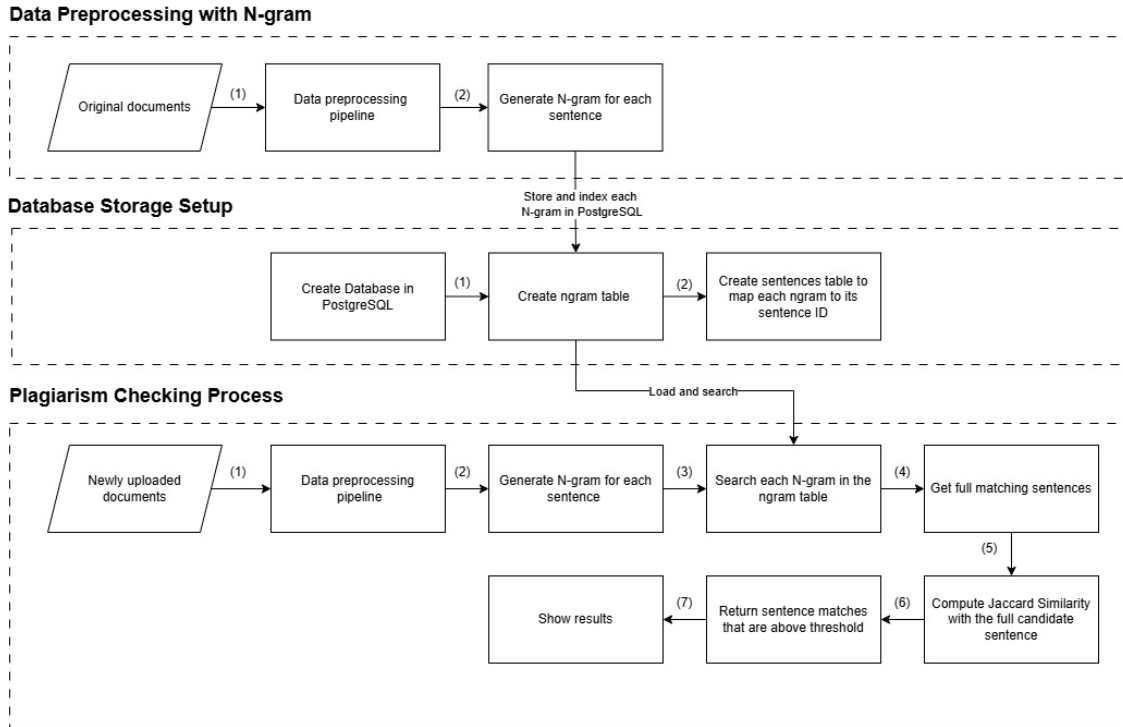 Data Preprocessing with N-gram
Original documents
(1)
Data preprocessing
pipeline
(2)
Generate N-gram for each
sentence
Store and index each
N-gram in PostgreSQL
Database Storage Setup
Create Database in
PostgreSQL
(1)
Create ngram table
(2)
Create sentences table to
map each ngram to its
sentence ID
Load and search
Plagiarism Checking Process
Newly uploaded
documents
(1)
Data preprocessing
pipeline
(2)
Generate N-gram for each
sentence
(3)
Search each N-gram in the
ngram table
(4)
Get full matching sentences
(5)
Compute Jaccard Similarity
with the full candidate
sentence
(6)
Return sentence matches
that are above threshold
(7)
Show results